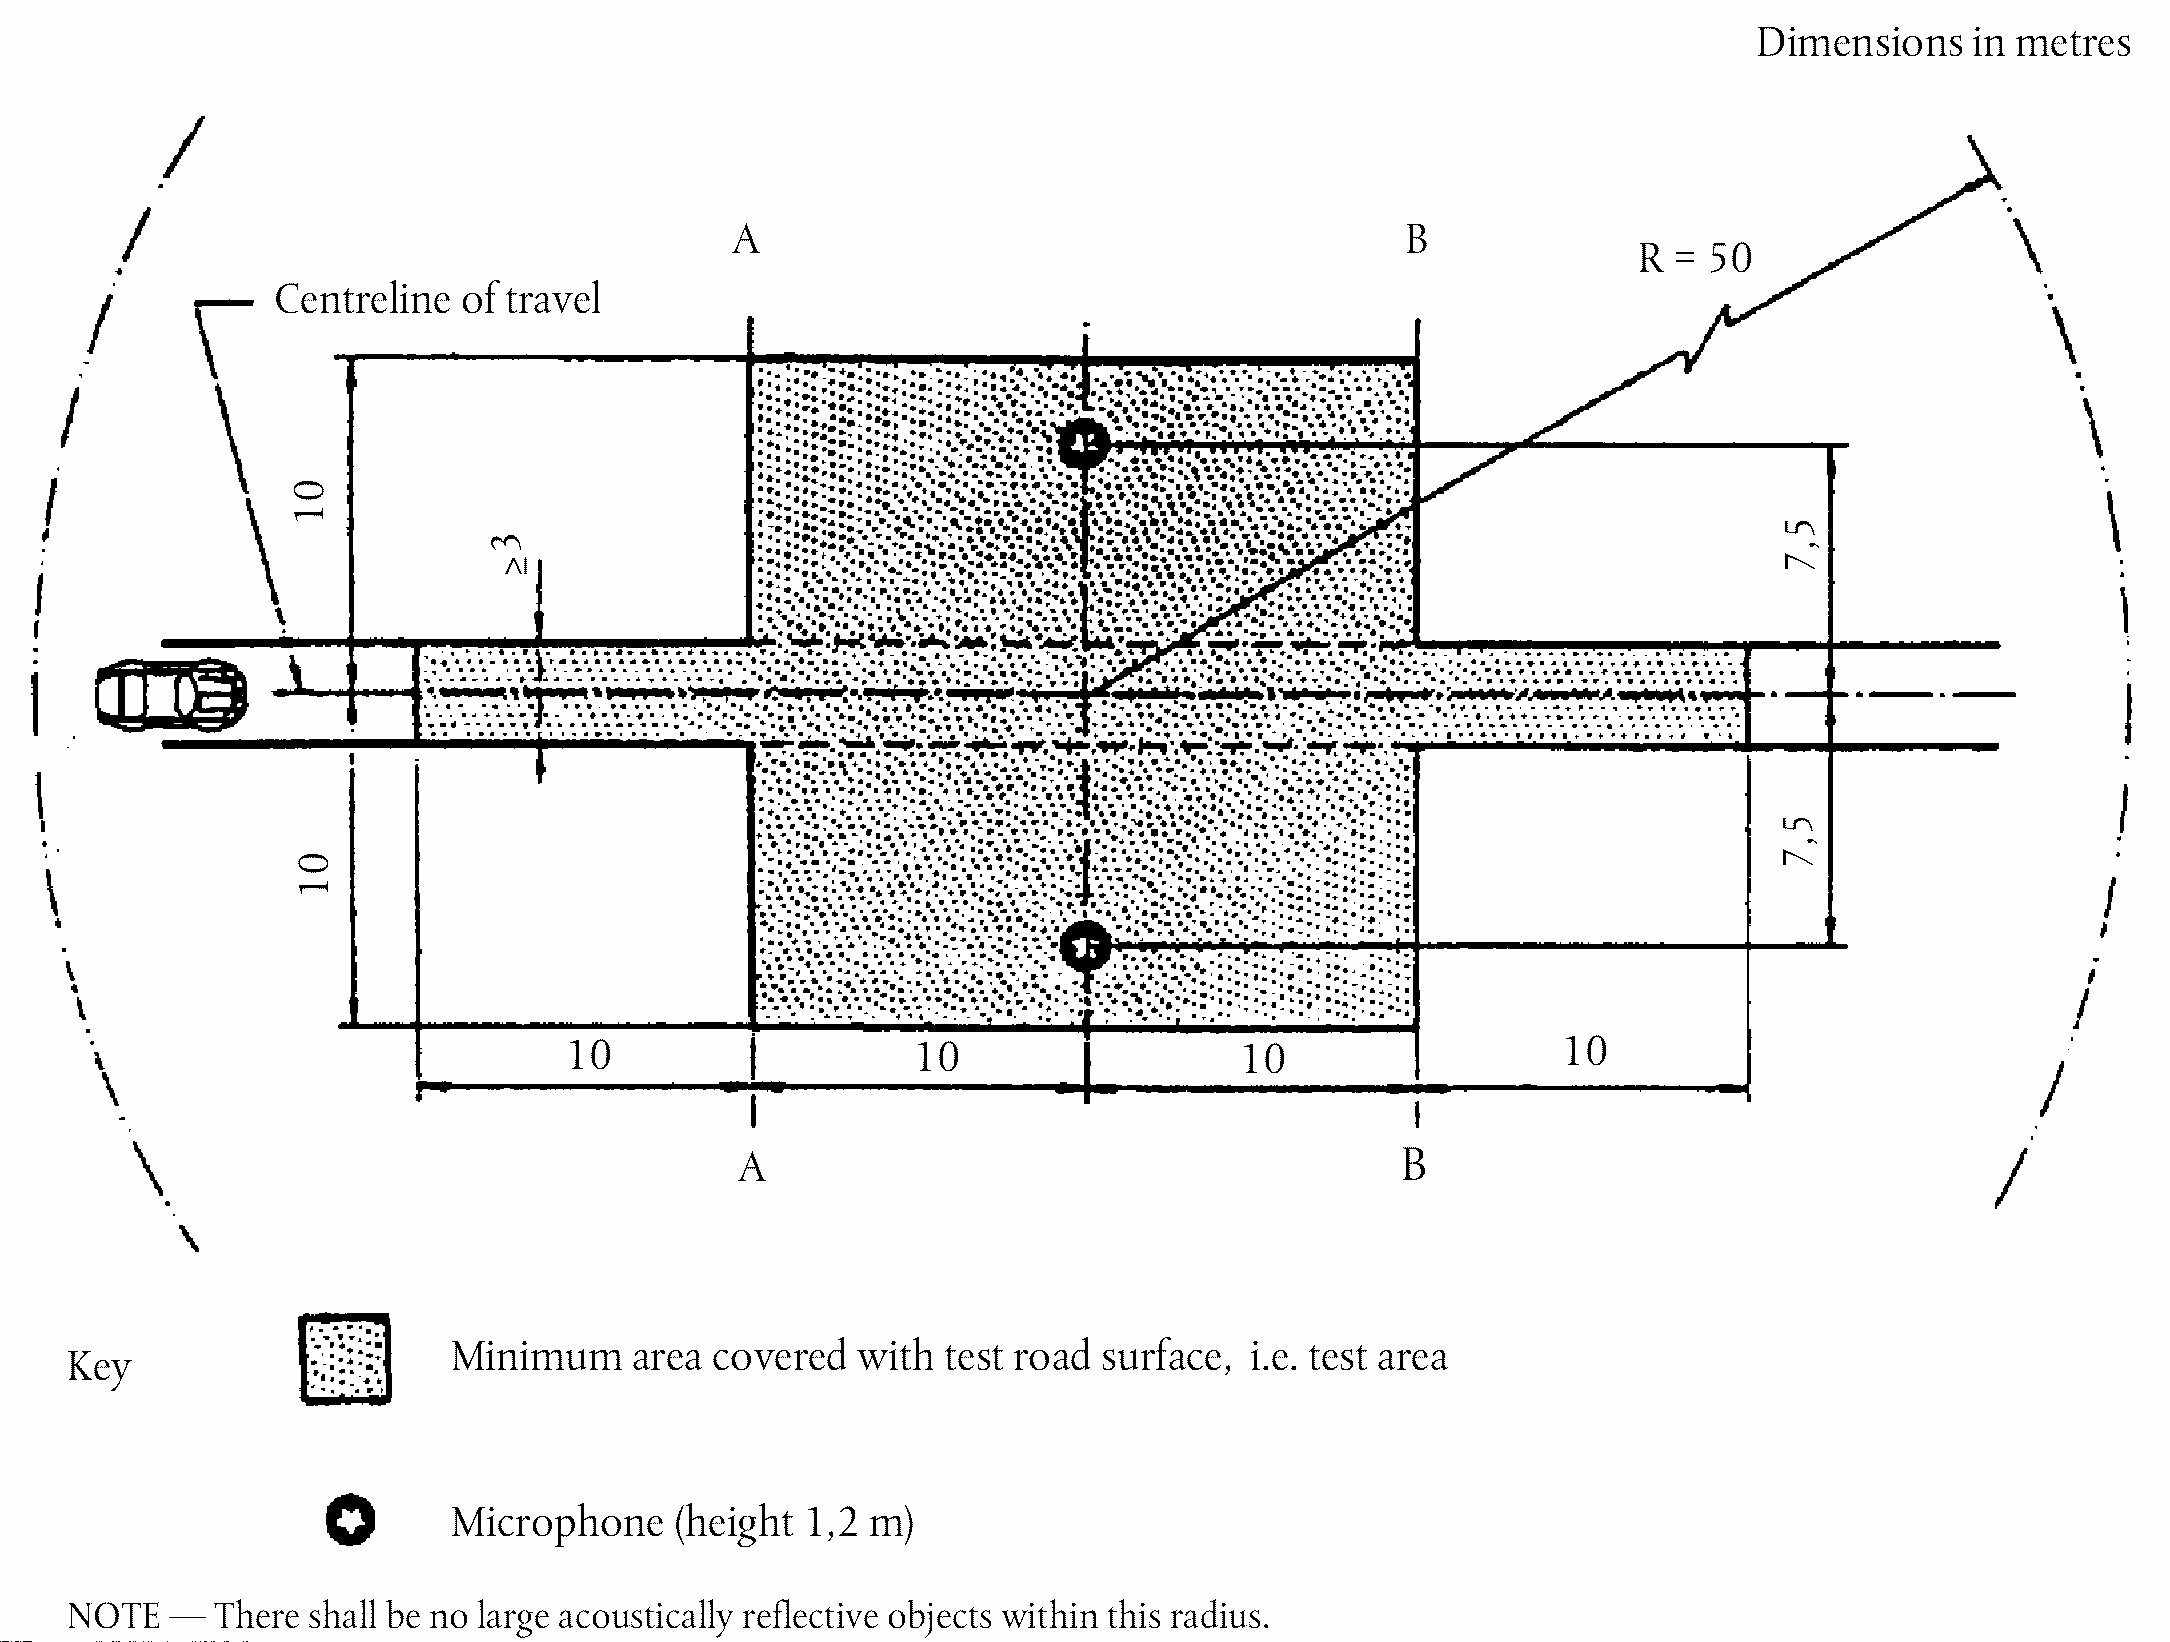 Dimensions in metres
A
B
R = 50
Centreline of travel
10
≥3
7,5
10
7,5
10
10
10
10
A
B
Key
Minimum area covered with test road surface, i.e. test area
Microphone (height 1,2 m)
NOTE — There shall be no large acoustically reflective objects within this radius.